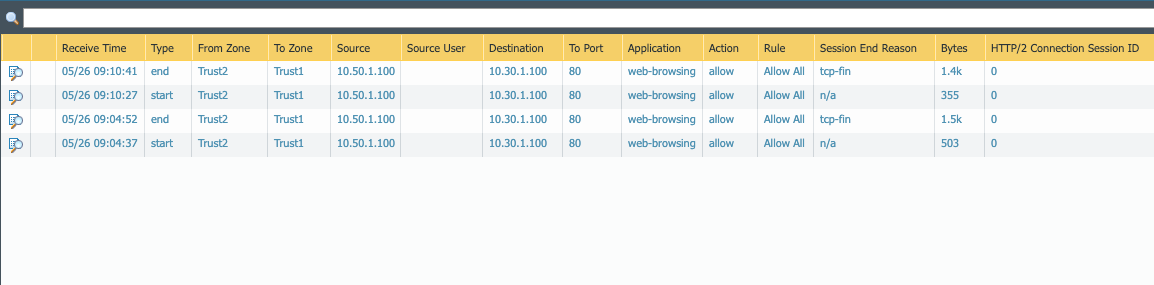 Receive Time Type From Zone To Zone Source Source User Destination To Port Application Action Rule Session End Reason Bytes HTTP/2 Connection Session ID
05/26 09:10:41 end Trust2 Trust1 10.50.1.100 10.30.1.100 80 web-browsing allow Allow All tcp-fin 1.4k 0
05/26 09:10:27 start Trust2 Trust1 10.50.1.100 10.30.1.100 80 web-browsing allow Allow All n/a 355 0
05/26 09:04:52 end Trust2 Trust1 10.50.1.100 10.30.1.100 80 web-browsing allow Allow All tcp-fin 1.5k 0
05/26 09:04:37 start Trust2 Trust1 10.50.1.100 10.30.1.100 80 web-browsing allow Allow All n/a 503 0